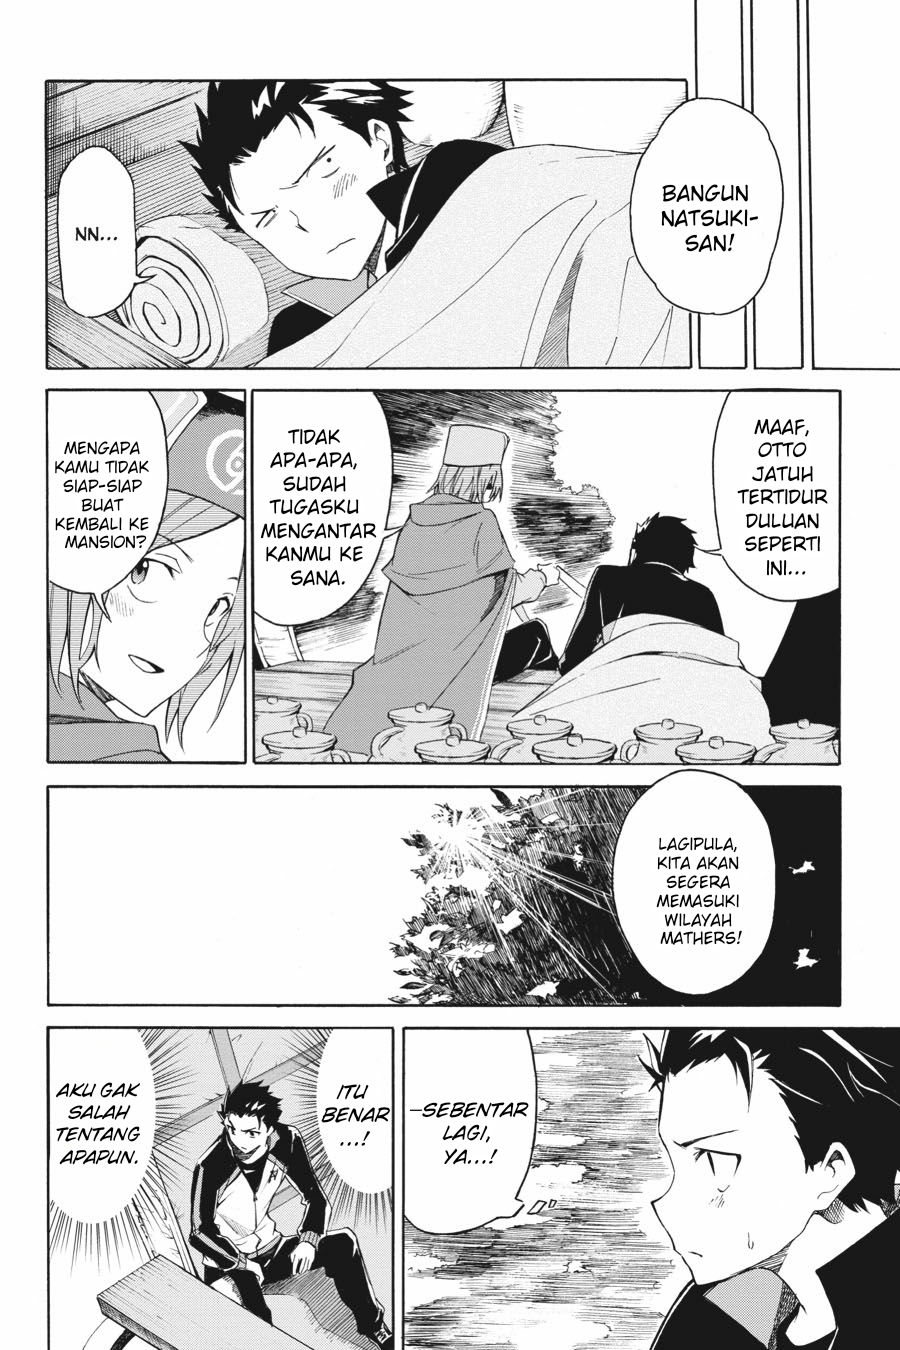 BANGUN
NATSUKI-
SAN!
NN...
MAAF,
OTTO
JATUH
TERTIDUR
DULUAN
SEPERTI
INI...
TIDAK
APA-APA,
SUDAH
TUGASKU
MENGANTAR
KANMU KE
SANA.
MENGAPA
KAMU TIDAK
SIAP-SIAP
BUAT
KEMBALI KE
MANSION?
LAGIPULA,
KITA AKAN
SEGERA
MEMASUKI
WILAYAH
MATHERS!
–SEBENTAR
LAGI,
YA...!
ITU
BENAR
...!
AKU GAK
SALAH
TENTANG
APAPUN.